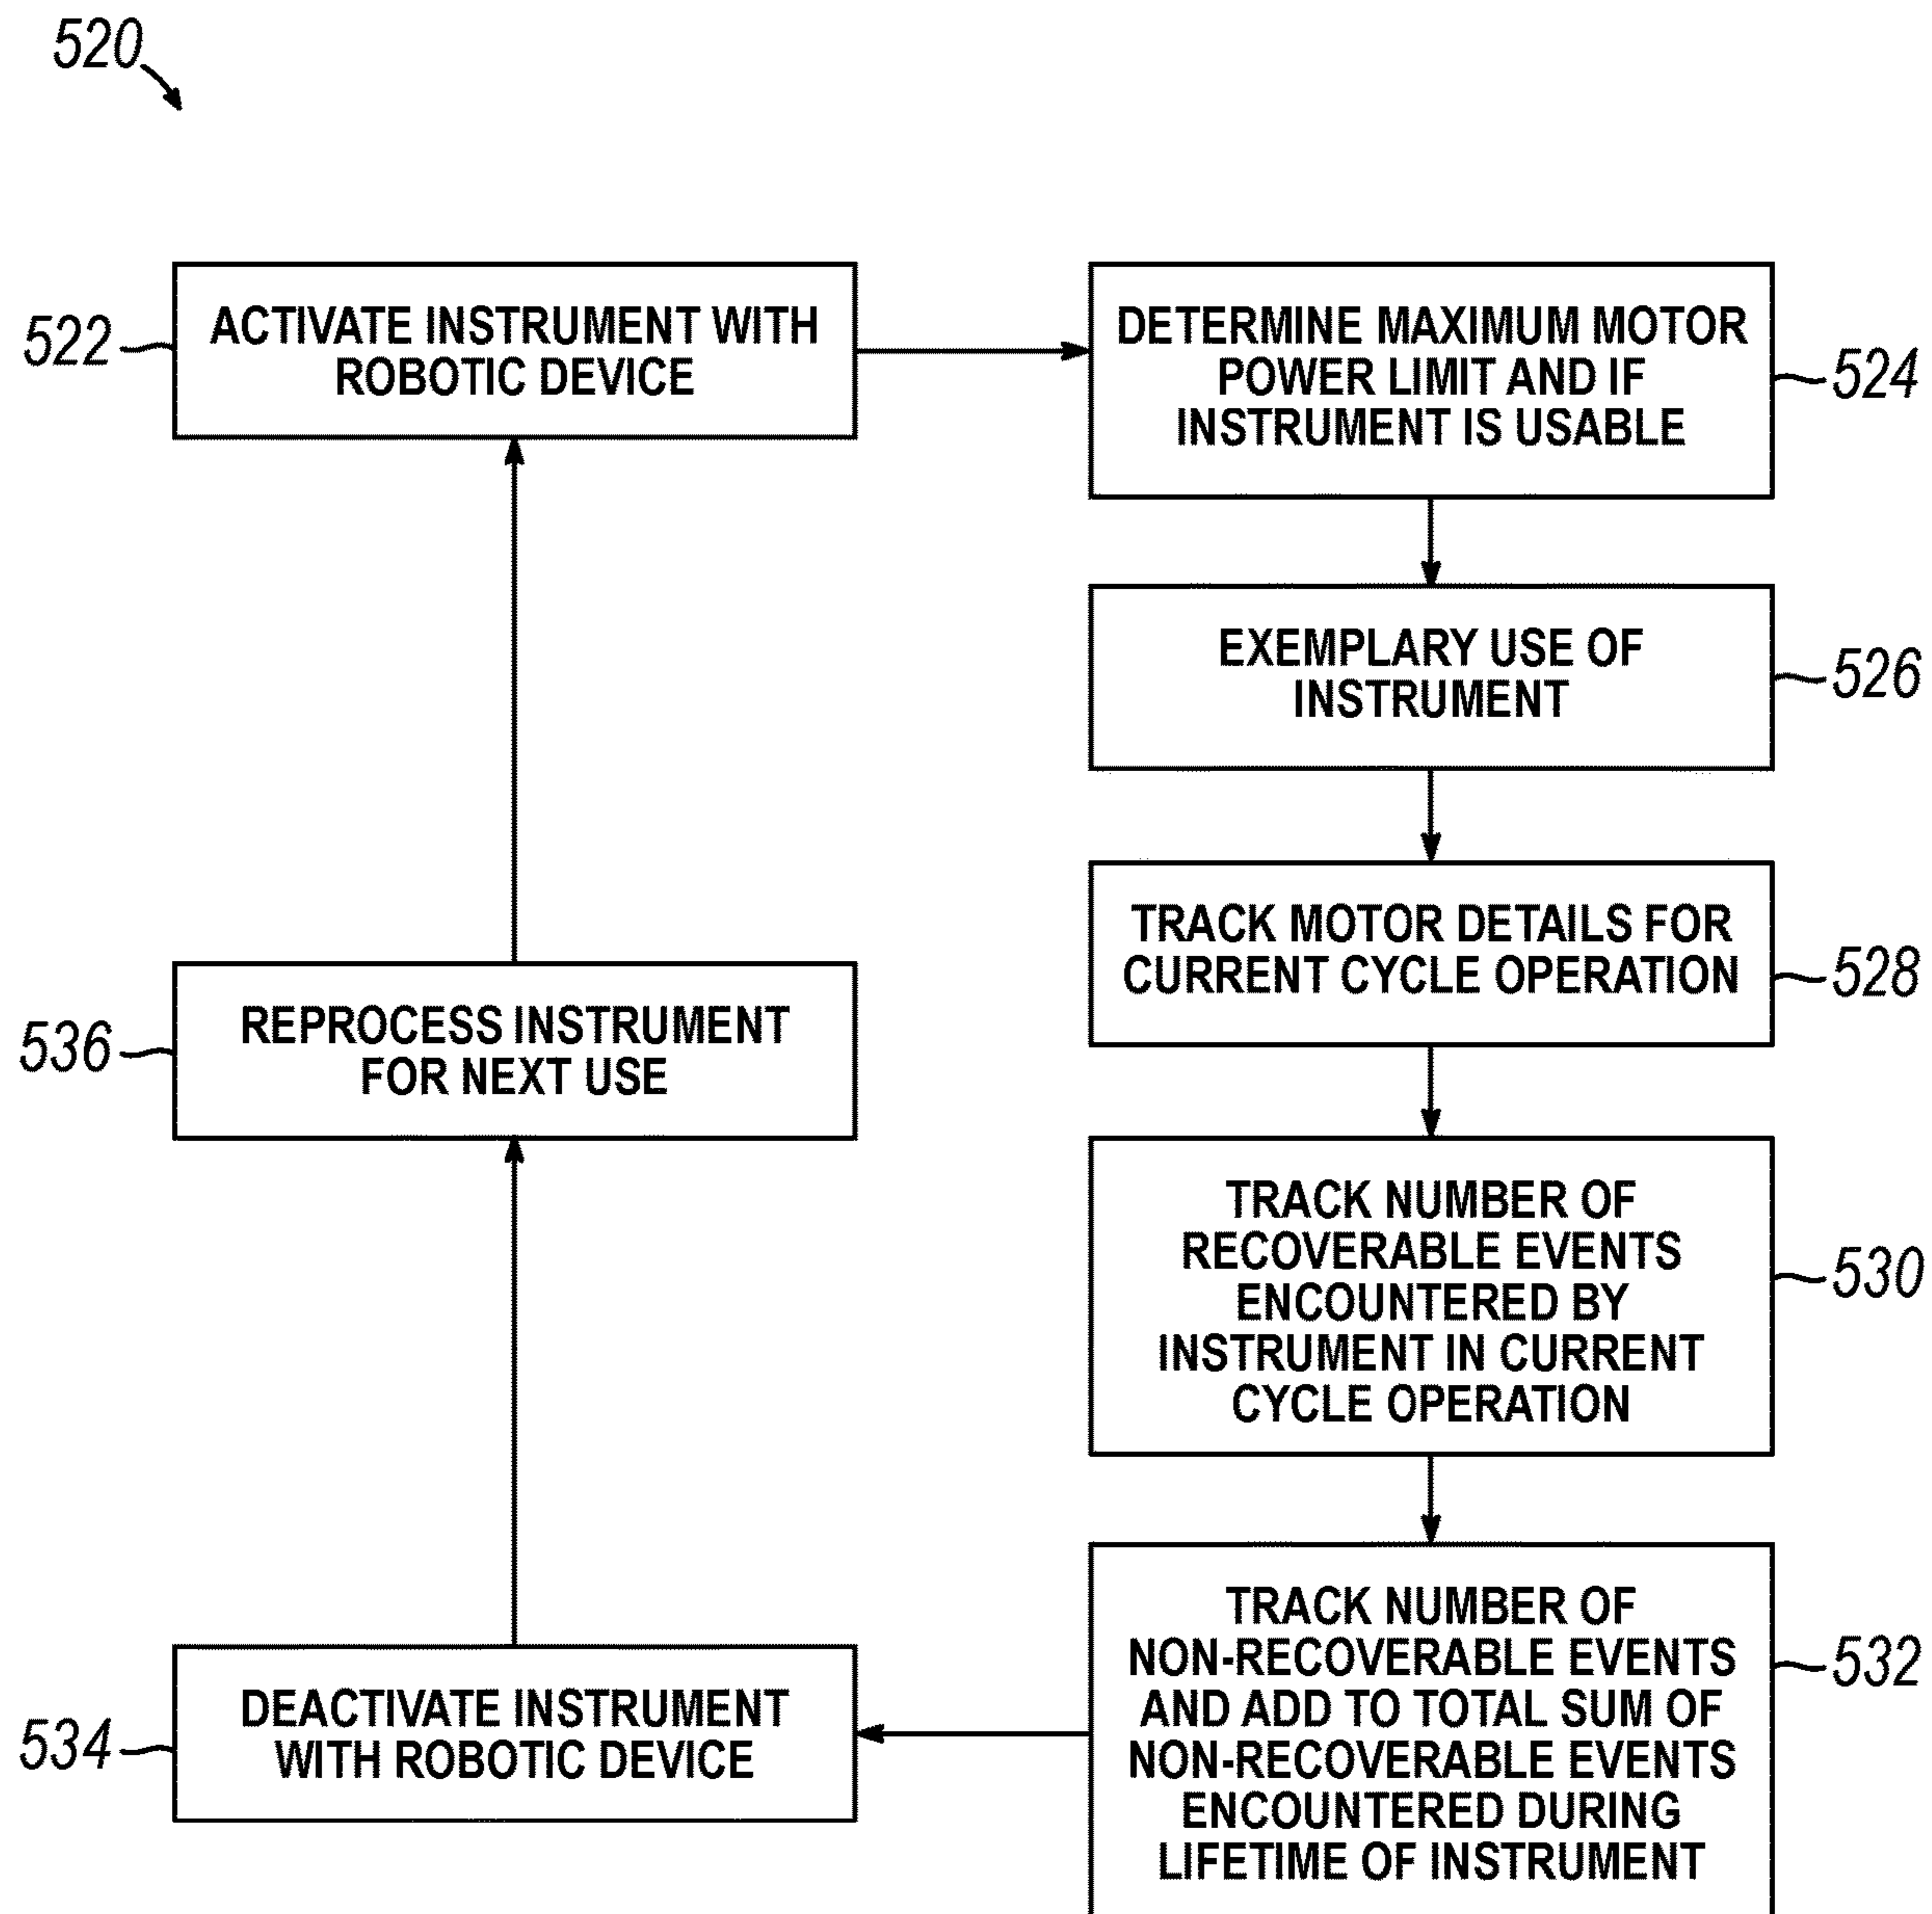 520
522
ACTIVATE INSTRUMENT WITH
ROBOTIC DEVICE
DETERMINE MAXIMUM MOTOR
POWER LIMIT AND IF
INSTRUMENT IS USABLE
524
EXEMPLARY USE OF
INSTRUMENT
526
TRACK MOTOR DETAILS FOR
CURRENT CYCLE OPERATION
528
TRACK NUMBER OF
RECOVERABLE EVENTS
ENCOUNTERED BY
INSTRUMENT IN CURRENT
CYCLE OPERATION
530
TRACK NUMBER OF
NON-RECOVERABLE EVENTS
AND ADD TO TOTAL SUM OF
NON-RECOVERABLE EVENTS
ENCOUNTERED DURING
LIFETIME OF INSTRUMENT
532
DEACTIVATE INSTRUMENT
WITH ROBOTIC DEVICE
534
REPROCESS INSTRUMENT
FOR NEXT USE
536